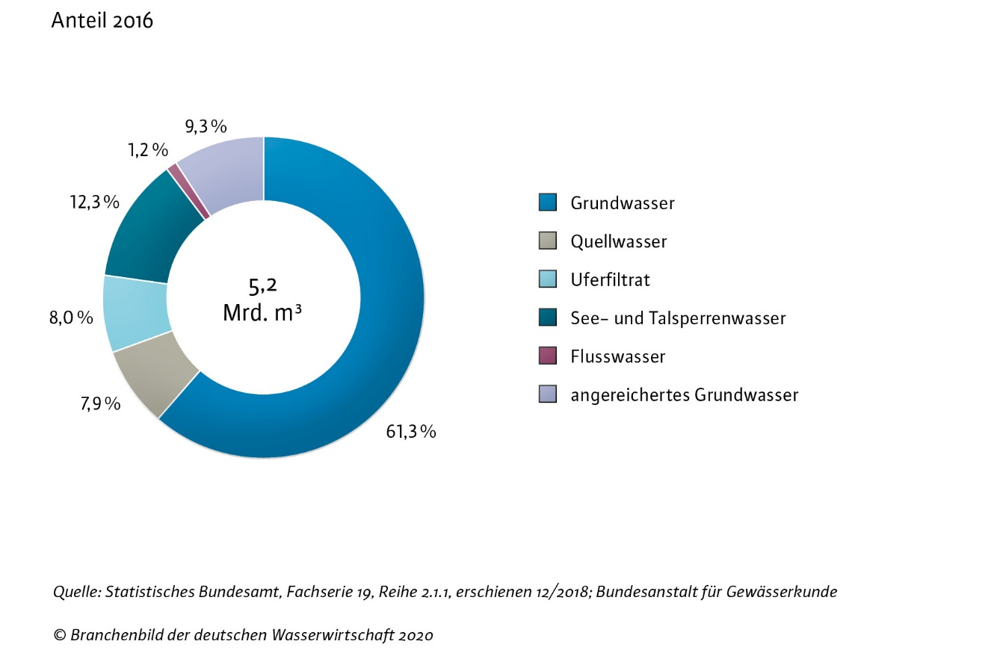 Anteil 2016
9,3 %
1,2 %
12,3 %
8,0 %
7,9 %
61,3 %
5,2
Mrd. m³
Grundwasser
Quellwasser
Uferfiltrat
See– und Talsperrenwasser
Flusswasser
angereichertes Grundwasser
Quelle: Statistisches Bundesamt, Fachserie 19, Reihe 2.1.1, erschienen 12/2018; Bundesanstalt für Gewässerkunde
© Branchenbild der deutschen Wasserwirtschaft 2020